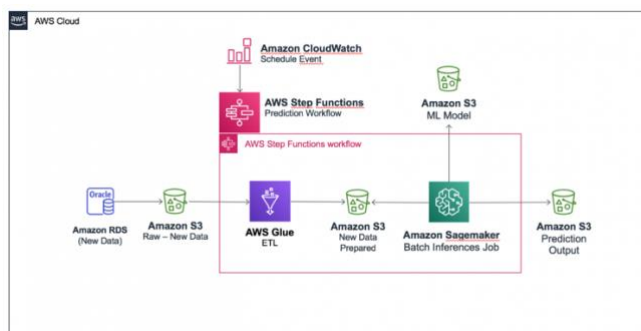 aws
AWS Cloud
Amazon CloudWatch
Schedule Event
Amazon S3
ML Model
AWS Step Functions
Prediction Workflow
AWS Step Functions workflow
Oracle
Amazon RDS
(New Data)
Amazon S3
Raw – New Data
AWS Glue
ETL
Amazon S3
New Data
Prepared
Amazon Sagemaker
Batch Inferences Job
Amazon S3
Prediction
Output